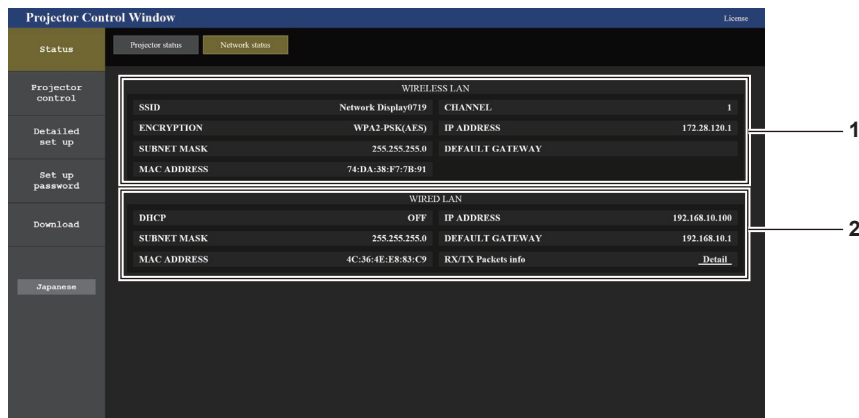 Projector Control Window
License
Status
Projector status
Network status
Projector
control
Detailed
set up
Set up
password
Download
Japanese
WIRELESS LAN
SSID Network Display0719 CHANNEL 1
ENCRYPTION WPA2-PSK(AES) IP ADDRESS 172.28.120.1
SUBNET MASK 255.255.255.0 DEFAULT GATEWAY
MAC ADDRESS 74:DA:38:F7:7B:91
1
WIRED LAN
DHCP OFF IP ADDRESS 192.168.10.100
SUBNET MASK 255.255.255.0 DEFAULT GATEWAY 192.168.10.1
MAC ADDRESS 4C:36:4E:E8:83:C9 RX/TX Packets info Detail
2